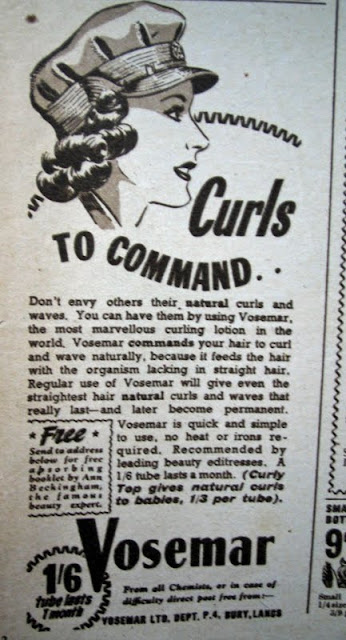 Curls
TO COMMAND..
Don't envy others their natural curls and
waves. You can have them by using Vosemar,
the most marvellous curling lotion in the
world. Vosemar commands your hair to curl
and wave naturally, because it feeds the hair
with the organism lacking in straight hair.
Regular use of Vosemar will give even the
straightest hair natural curls and waves that
really last—and later become permanent.
★ Free ★
Send to address
below for free
absorbing
booklet by Ann
Beckingham,
the famous
beauty expert.
Vosemar is quick and simple
to use, no heat or irons re-
quired. Recommended by
leading beauty editresses. A
1/6 tube lasts a month. (Curly
Top gives natural curls
to babies, 1/3 per tube).
Vosemar
1/6
tube lasts
1 month
From all Chemists, or in case of
difficulty direct post free from:—
VOSEMAR LTD. DEPT. P.4, BURY, LANCS
SMA
BOT
9
Small
1/4 size